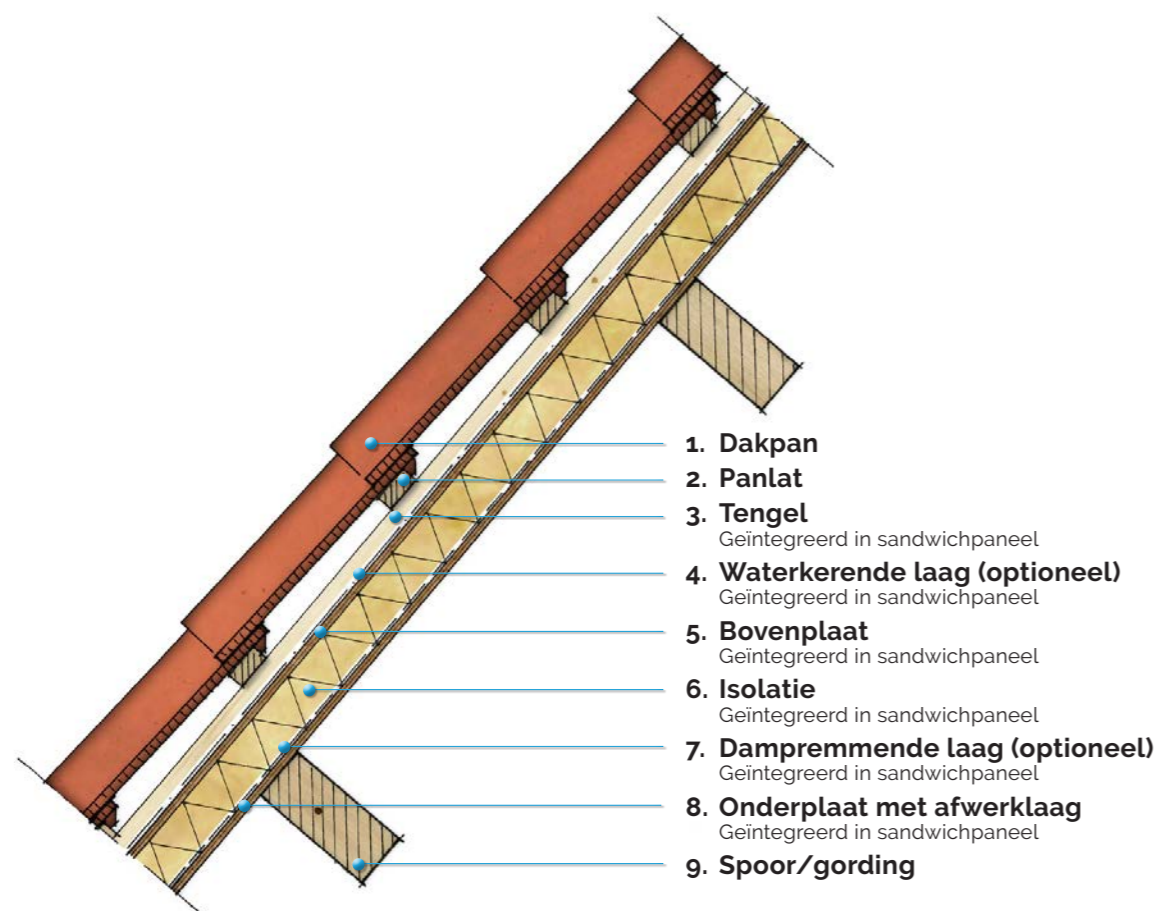 1. Dakpan
2. Panlat
3. Tengel
Geïntegreerd in sandwichpaneel
4. Waterkerende laag (optioneel)
Geïntegreerd in sandwichpaneel
5. Bovenplaat
Geïntegreerd in sandwichpaneel
6. Isolatie
Geïntegreerd in sandwichpaneel
7. Dampremmende laag (optioneel)
Geïntegreerd in sandwichpaneel
8. Onderplaat met afwerklaag
Geïntegreerd in sandwichpaneel
9. Spoor/gording